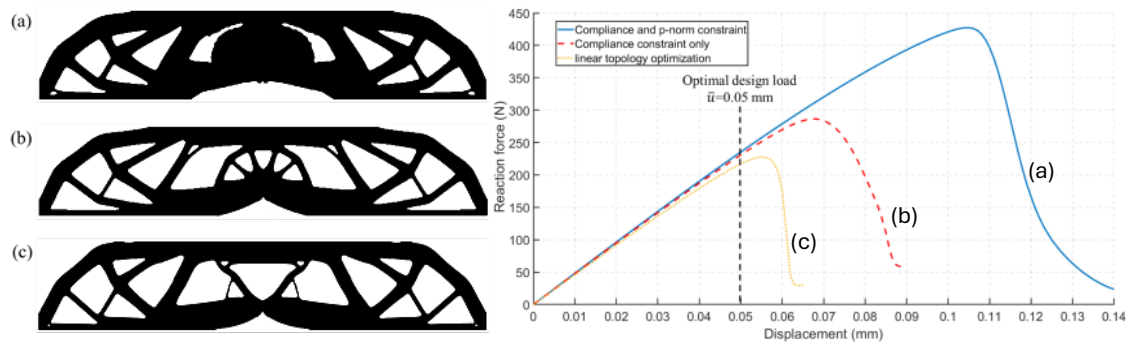 (a)
(b)
(c)
Compliance and p-norm constraint
Compliance constraint only
linear topology optimization
Optimal design load
ū=0.05 mm
(a)
(b)
(c)
Reaction force (N)
450
400
350
300
250
200
150
100
50
0
0
0.01
0.02
0.03
0.04
0.05
0.06
0.07
0.08
0.09
0.1
0.11
0.12
0.13
0.14
Displacement (mm)